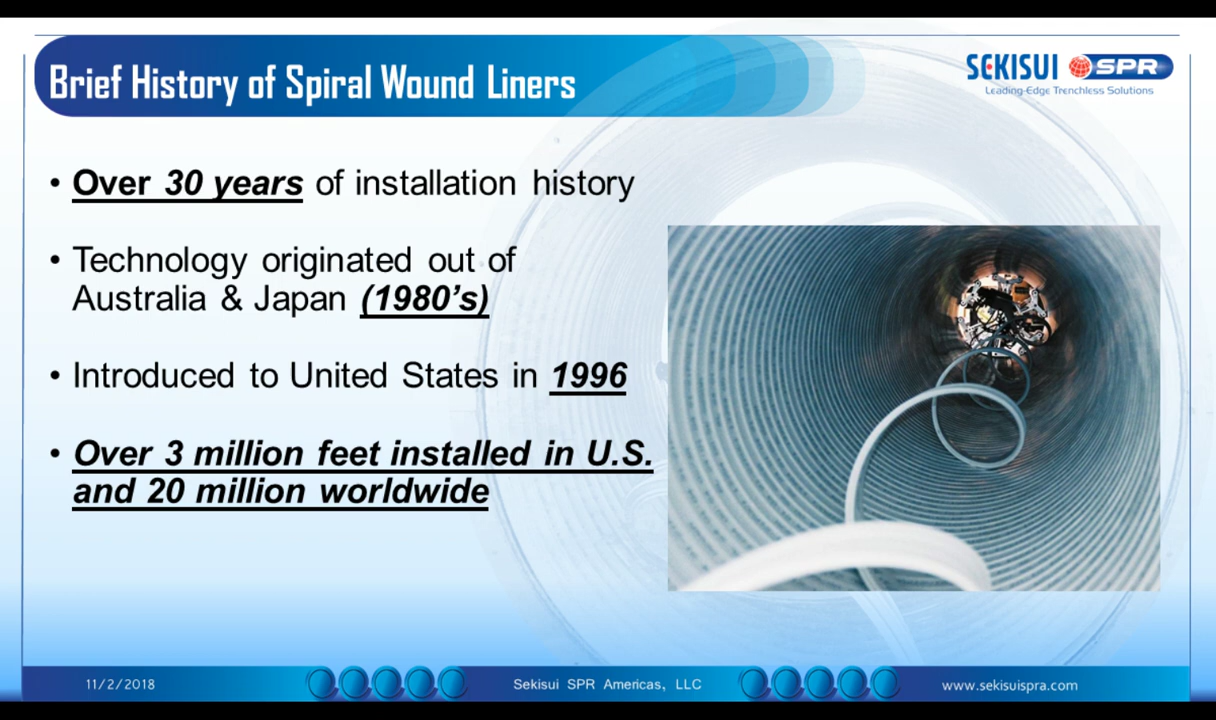 Brief History of Spiral Wound Liners
SEKISUI SPR
Leading-Edge Trenchless Solutions
• Over 30 years of installation history
• Technology originated out of
Australia & Japan (1980's)
• Introduced to United States in 1996
• Over 3 million feet installed in U.S.
and 20 million worldwide
11/2/2018
Sekisui SPR Americas, LLC
www.sekisuispra.com